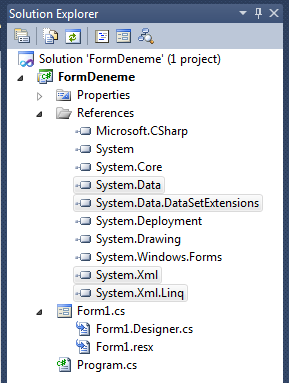 Solution Explorer
Solution 'FormDeneme' (1 project)
FormDeneme
Properties
References
Microsoft.CSharp
System
System.Core
System.Data
System.Data.DataSetExtensions
System.Deployment
System.Drawing
System.Windows.Forms
System.Xml
System.Xml.Linq
Form1.cs
Form1.Designer.cs
Form1.resx
Program.cs